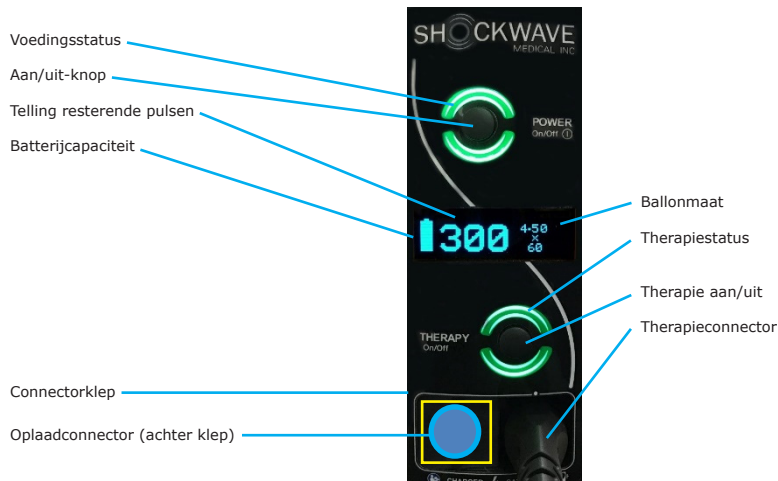 Voedingsstatus
Aan/uit-knop
Telling resterende pulsen
Batterijcapaciteit
Connectorklep
Oplaadconnector (achter klep)
SHOCKWAVE
MEDICAL INC
POWER
On/Off
300
4.50
x
60
THERAPY
On/Off
CHARGER /
Ballonmaat
Therapiestatus
Therapie aan/uit
Therapieconnector